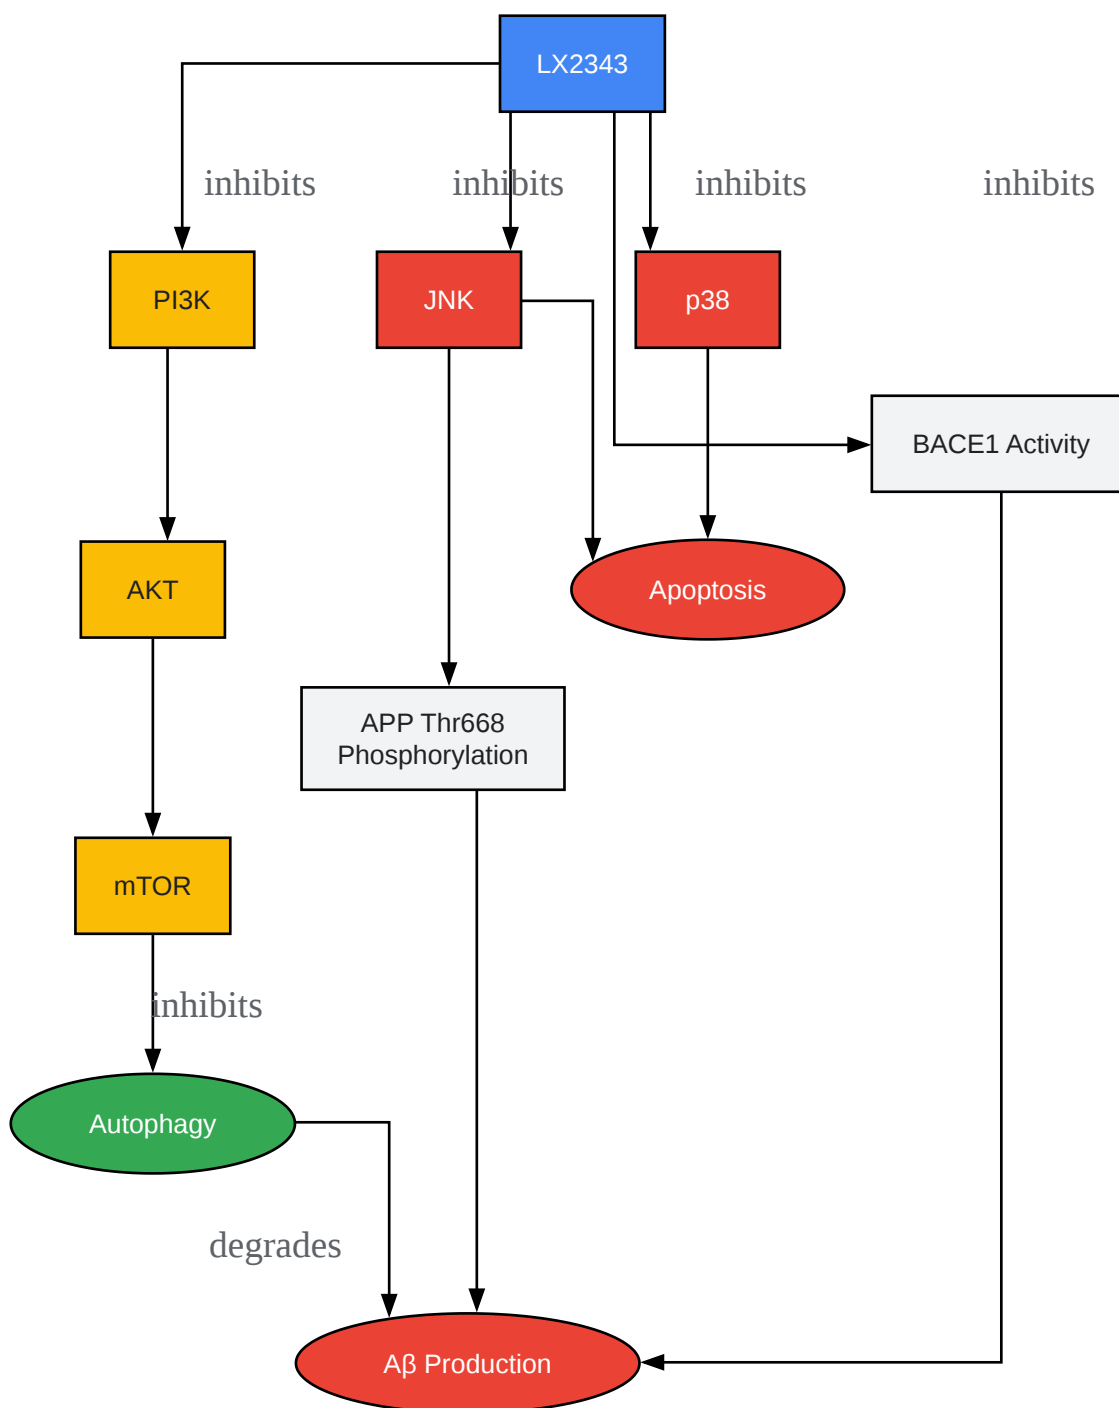 LX2343
inhibits
inhibits
inhibits
inhibits
PI3K
JNK
p38
BACE1 Activity
AKT
Apoptosis
APP Thr668
Phosphorylation
mTOR
inhibits
Autophagy
degrades
Aβ Production